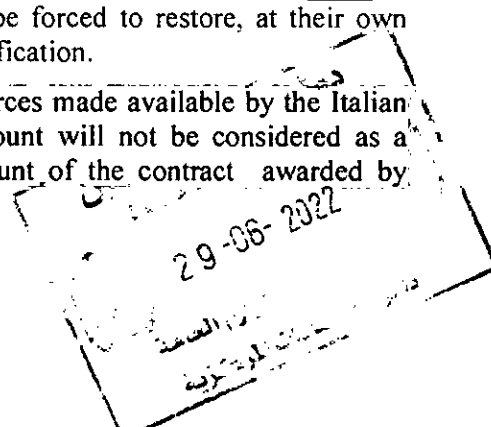 be forced to restore, at their own
fication.
rces made available by the Italian
ount will not be considered as a
unt of the contract awarded by
29-06-2022